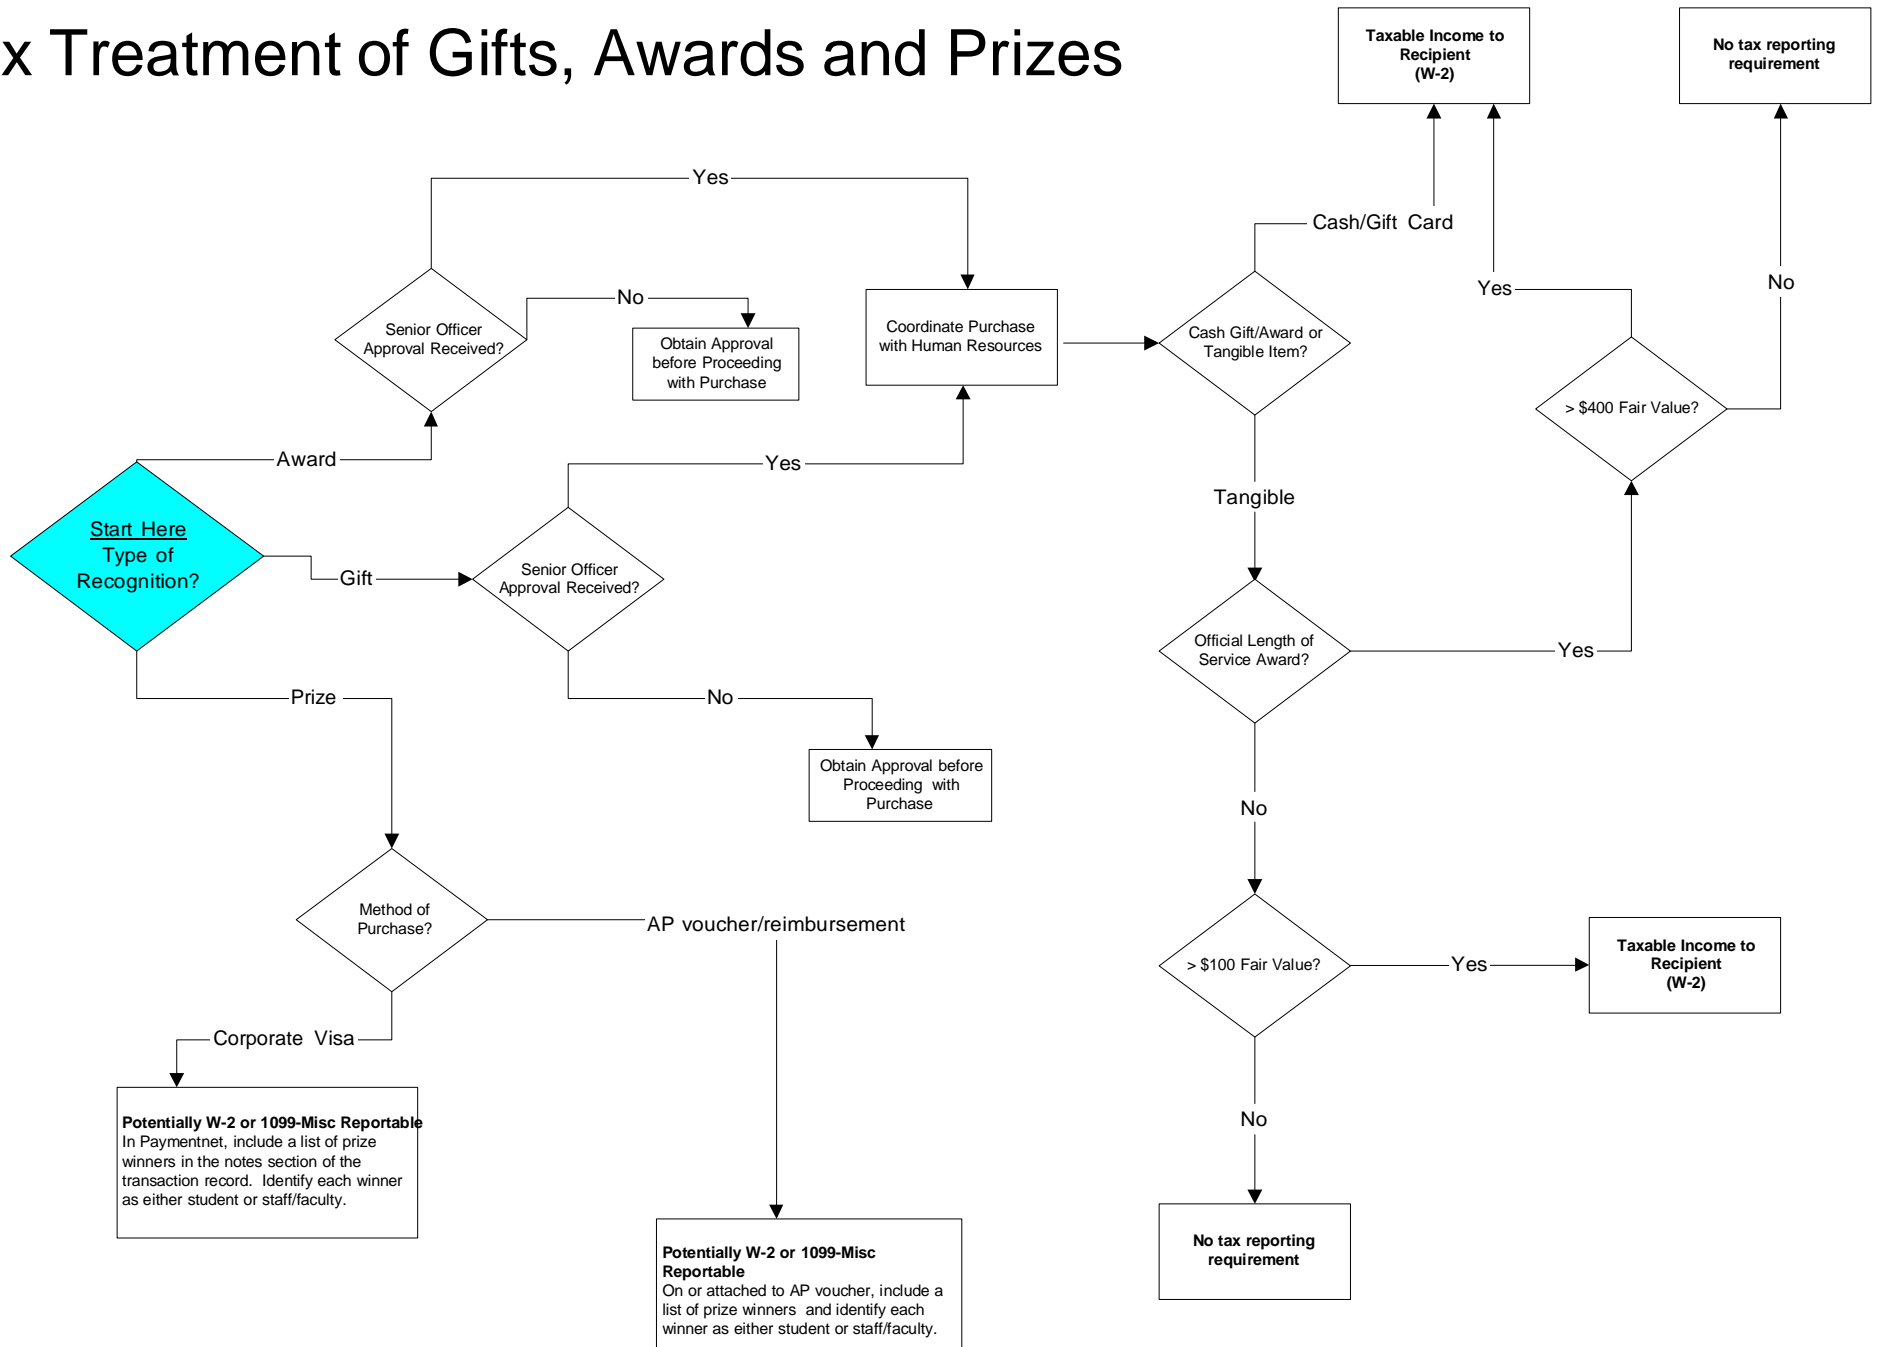 x Treatment of Gifts, Awards and Prizes
Taxable Income to
Recipient
(W-2)
No tax reporting
requirement
Yes
Cash/Gift Card
Yes
No
No
Senior Officer
Approval Received?
Obtain Approval
before Proceeding
with Purchase
Coordinate Purchase
with Human Resources
Cash Gift/Award or
Tangible Item?
> $400 Fair Value?
Award
Yes
Tangible
Start Here
Type of
Recognition?
Gift
Senior Officer
Approval Received?
Official Length of
Service Award?
Yes
Prize
No
Obtain Approval before
Proceeding with
Purchase
No
Method of
Purchase?
AP voucher/reimbursement
> $100 Fair Value?
Yes
Taxable Income to
Recipient
(W-2)
Corporate Visa
Potentially W-2 or 1099-Misc Reportable
In Paymentnet, include a list of prize
winners in the notes section of the
transaction record. Identify each winner
as either student or staff/faculty.
No
Potentially W-2 or 1099-Misc
Reportable
On or attached to AP voucher, include a
list of prize winners and identify each
winner as either student or staff/faculty.
No tax reporting
requirement